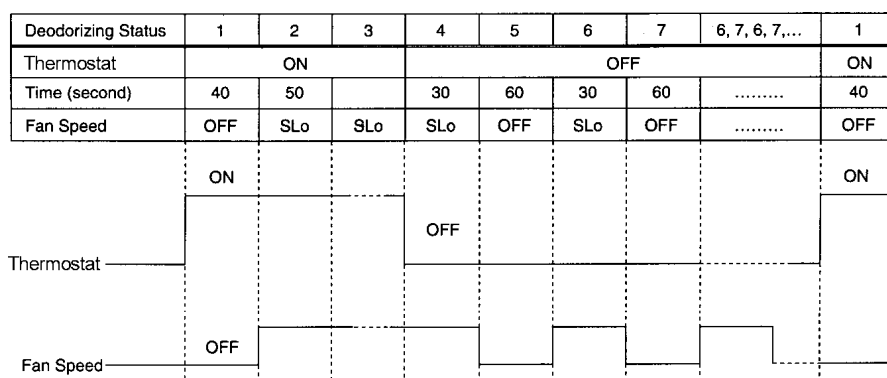 Deodorizing Status 1 2 3 4 5 6 7 6, 7, 6, 7,... 1
Thermostat ON OFF ON
Time (second) 40 50 30 60 30 60 ......... 40
Fan Speed OFF SLo SLo SLo OFF SLo OFF ......... OFF
ON ON
OFF
Thermostat
OFF
Fan Speed